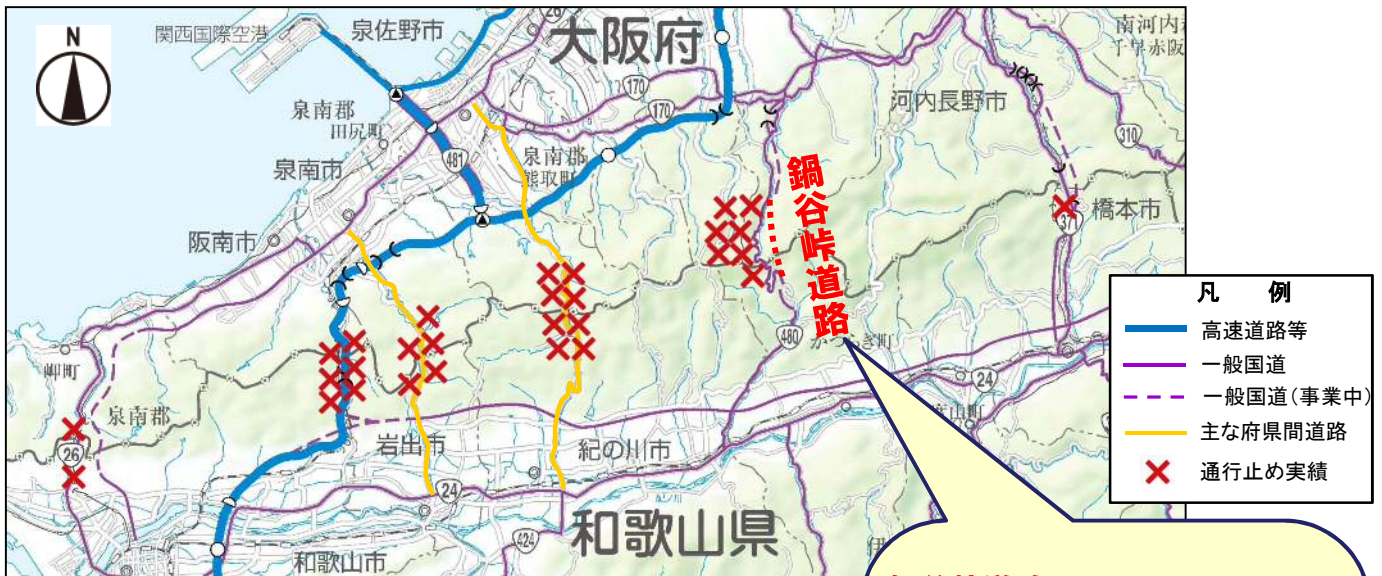 N
関西国際空港
泉佐野市
26
大阪府
南河内
千早赤阪
泉南郡
田尻町
170
170
河内長野市
310
泉南市
481
泉南郡
熊取町
鍋谷峠道路
阪南市
371
橋本市
凡 例
高速道路等
一般国道
一般国道(事業中)
主な府県間道路
通行止め実績
480
かつらぎ町
岬町
泉南郡
24
26
岩出市
紀の川市
24
424
和歌山県
和歌山市